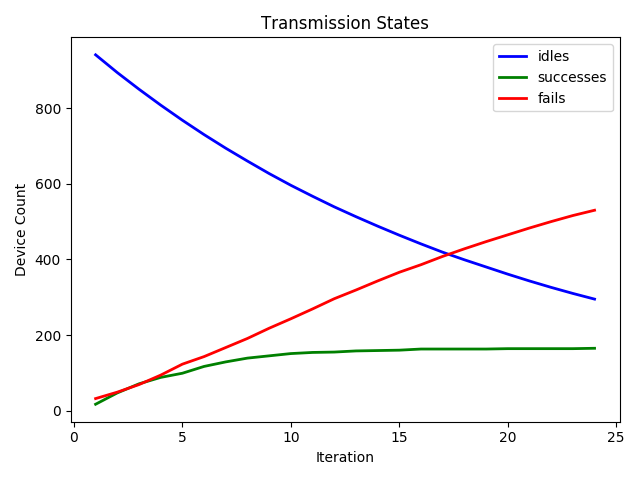 Transmission States
idles
successes
fails
Device Count
800
600
400
200
0
0 5 10 15 20 25
Iteration